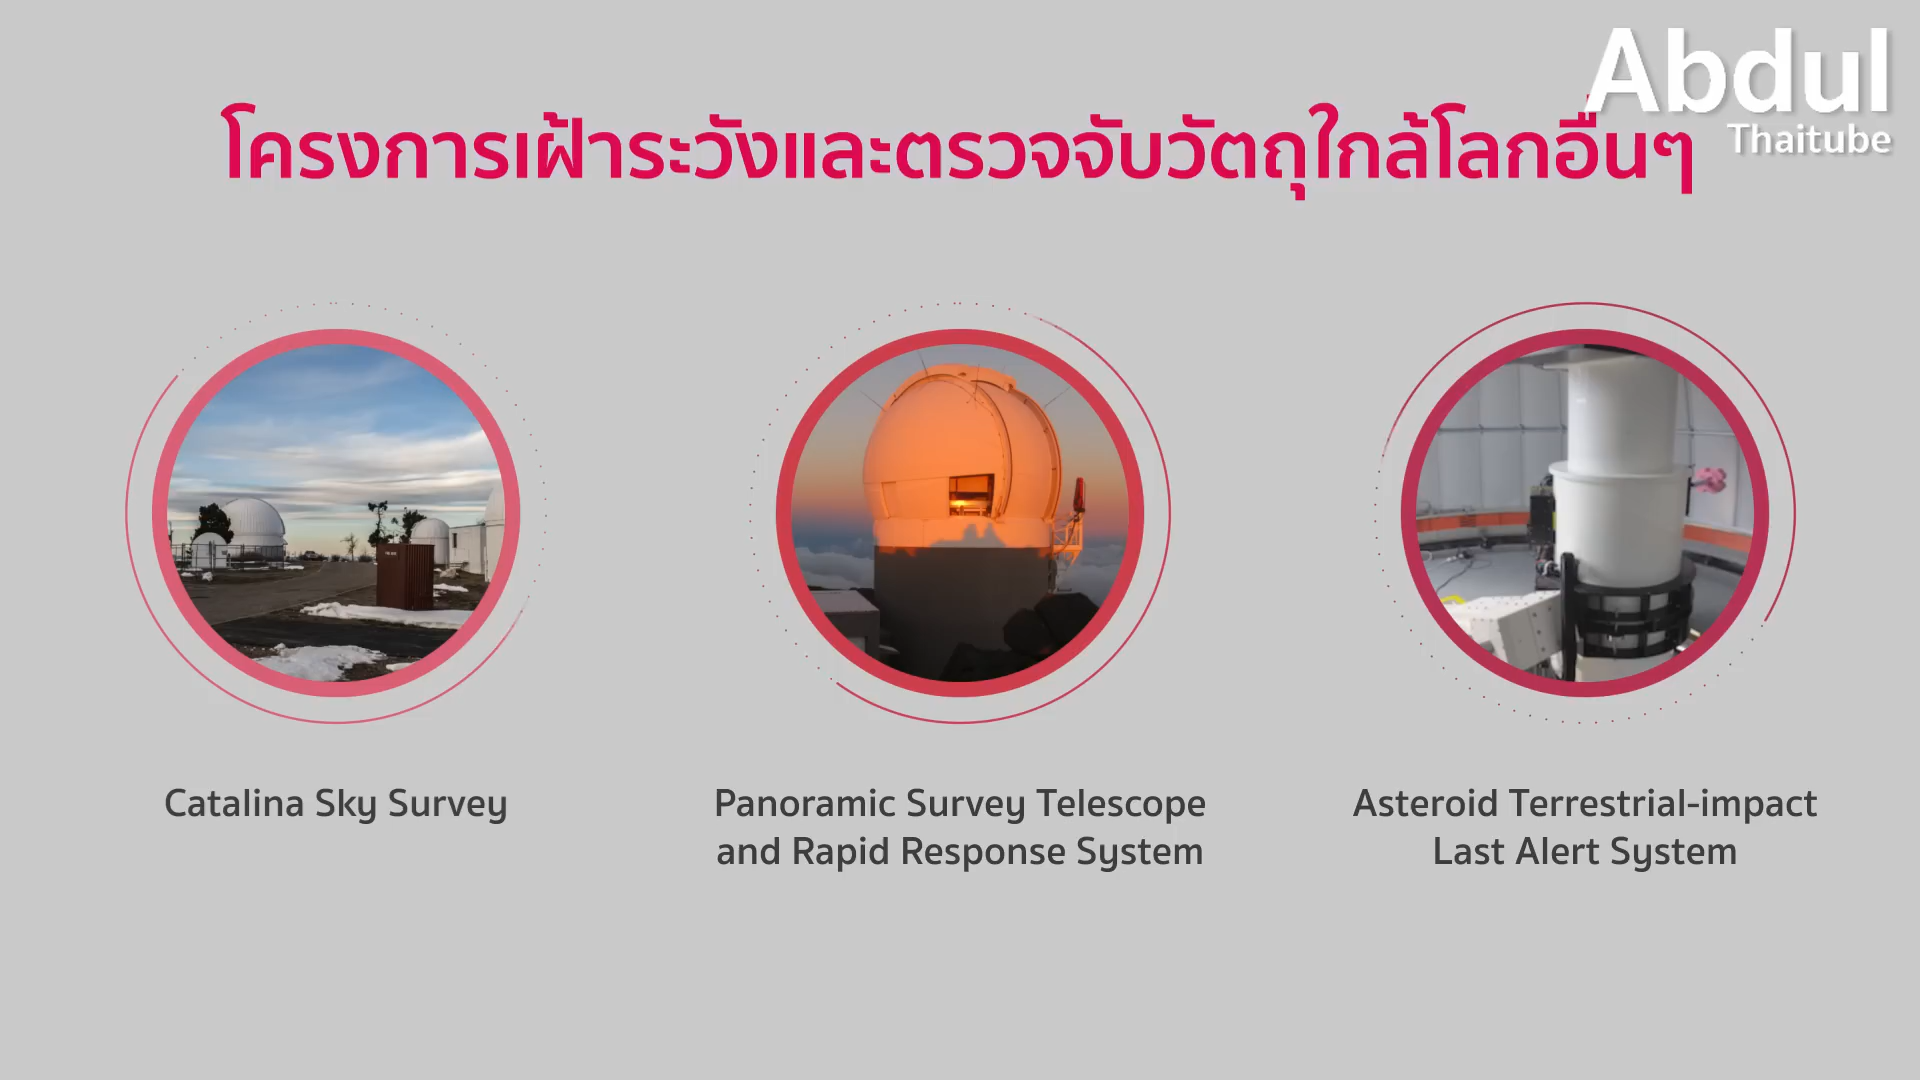 Abdul
Thaitube
โครงการเฝ้าระวังและตรวจจับวัตถุใกล้โลกอื่นๆ
Catalina Sky Survey
Panoramic Survey Telescope
and Rapid Response System
Asteroid Terrestrial-impact
Last Alert System